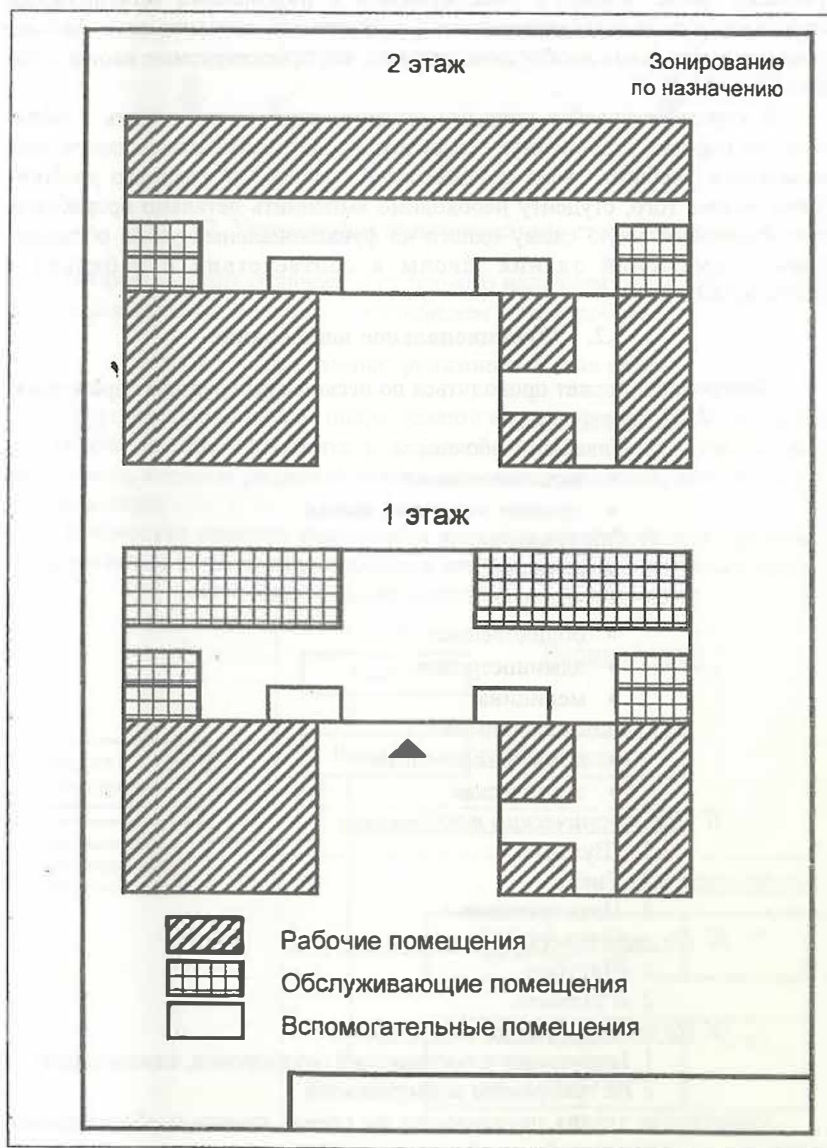 2 этаж
Зонирование
по назначению
1 этаж
Рабочие помещения
Обслуживающие помещения
Вспомогательные помещения